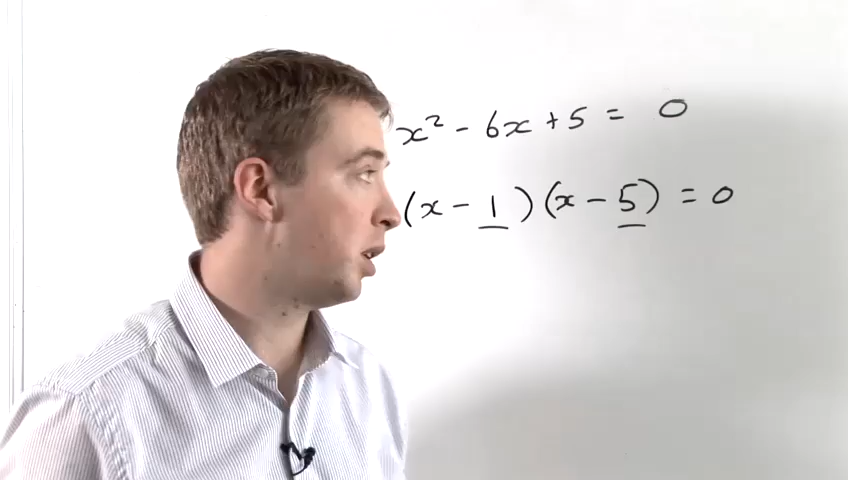 x² - 6x + 5 = 0
(x - 1)(x - 5) = 0